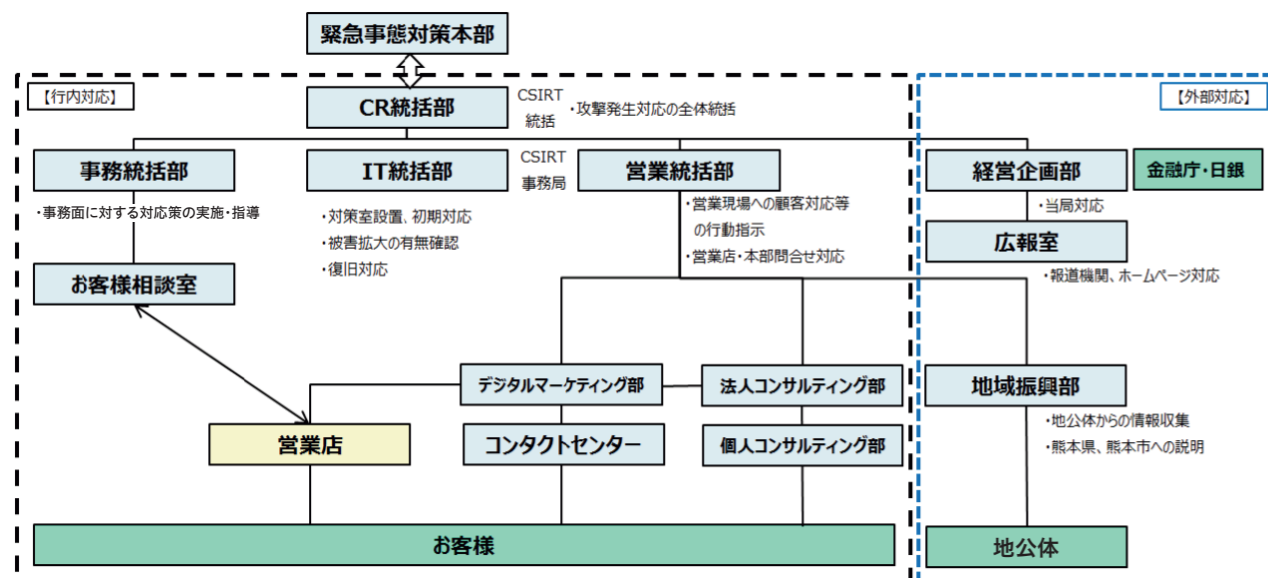 緊急事態対策本部
【行内対応】
【外部対応】
CR統括部
CSIRT
統括
・攻撃発生対応の全体統括
事務統括部
IT統括部
CSIRT
事務局
営業統括部
経営企画部
金融庁・日銀
・事務面に対する対応策の実施・指導
・対策室設置、初期対応
・被害拡大の有無確認
・復旧対応
・営業現場への顧客対応等
の行動指示
・営業店・本部問合せ対応
・当局対応
広報室
・報道機関、ホームページ対応
お客様相談室
デジタルマーケティング部
法人コンサルティング部
地域振興部
・地公体からの情報収集
・熊本県、熊本市への説明
営業店
コンタクトセンター
個人コンサルティング部
お客様
地公体